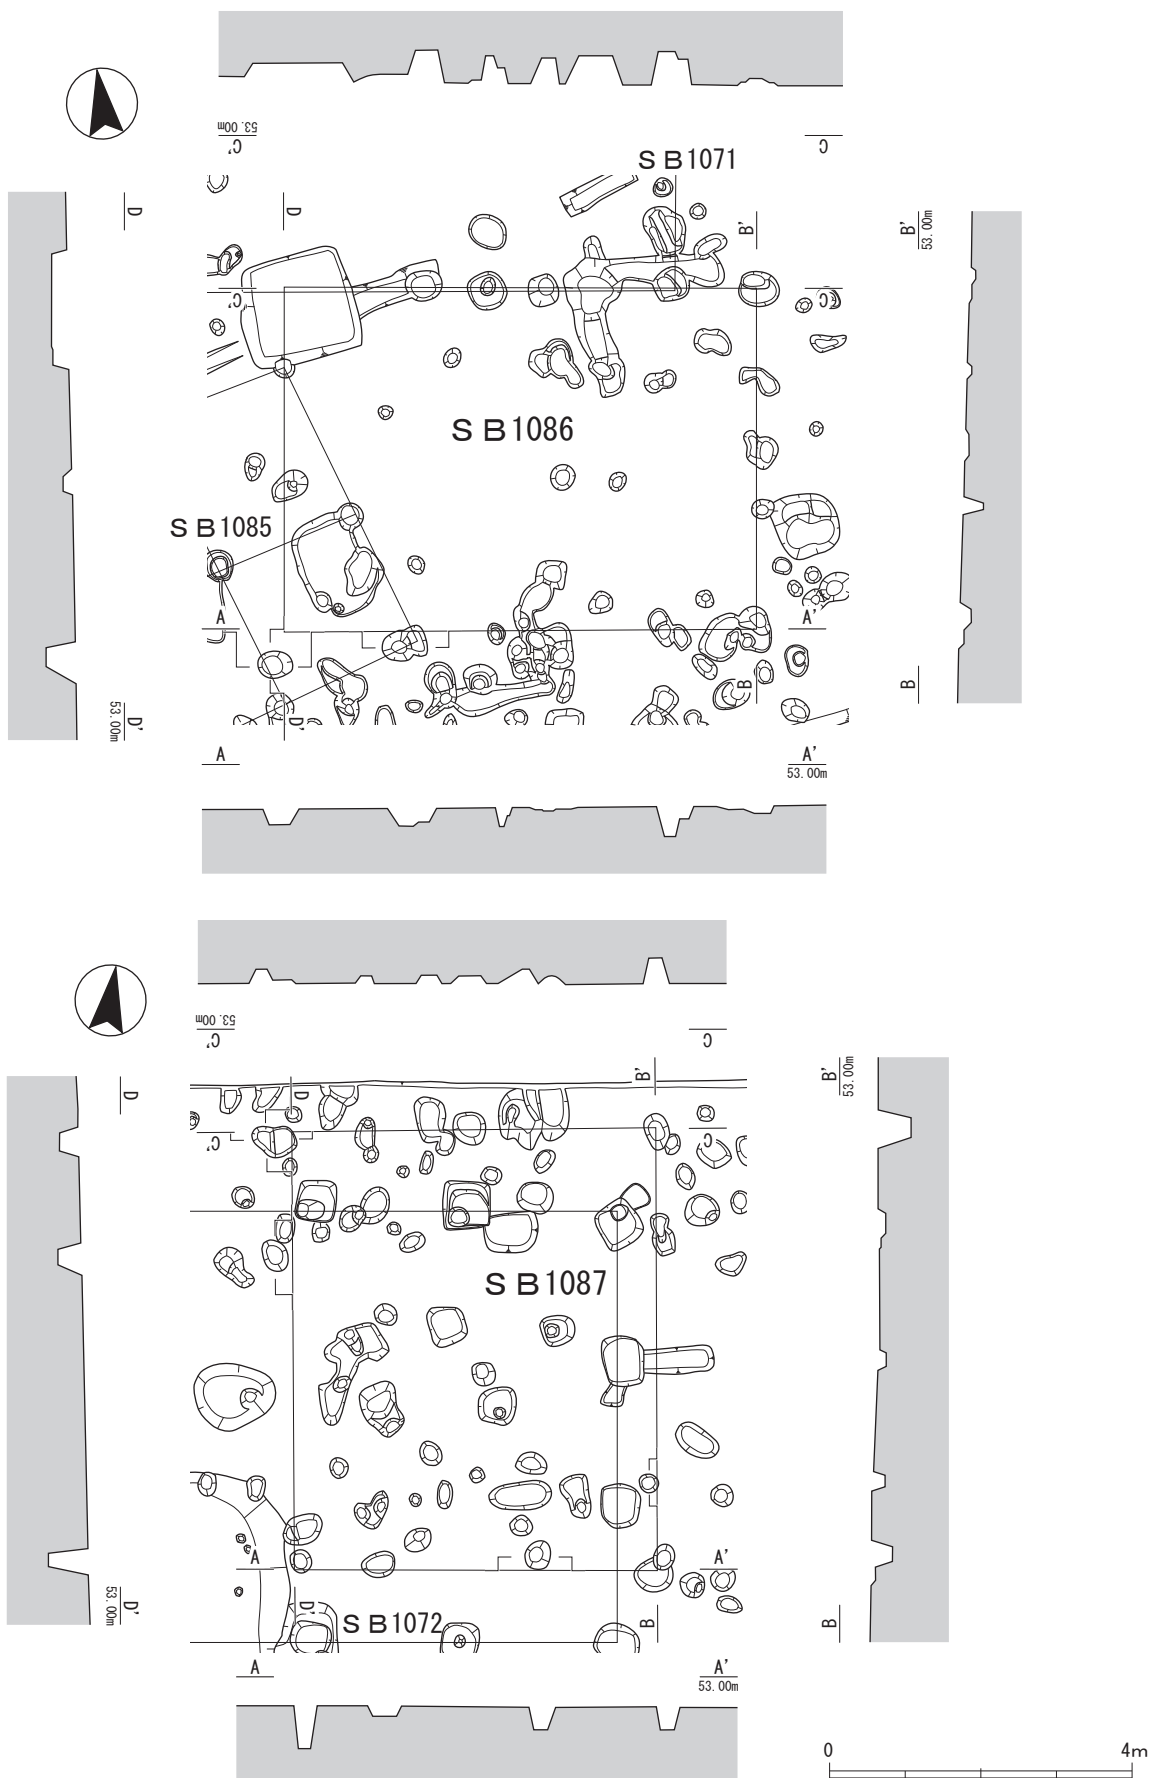 53.00m
C'
C
SB1071
D
D
B'
B'
53.00m
C'
C
SB1086
SB1085
A
A'
B
B
D'
53.00m
D'
A
A'
53.00m
53.00m
C'
C
D
D
B'
B'
53.00m
C'
C
SB1087
A
A'
D'
53.00m
D'
SB1072
B
B
A
A'
53.00m
0
4m